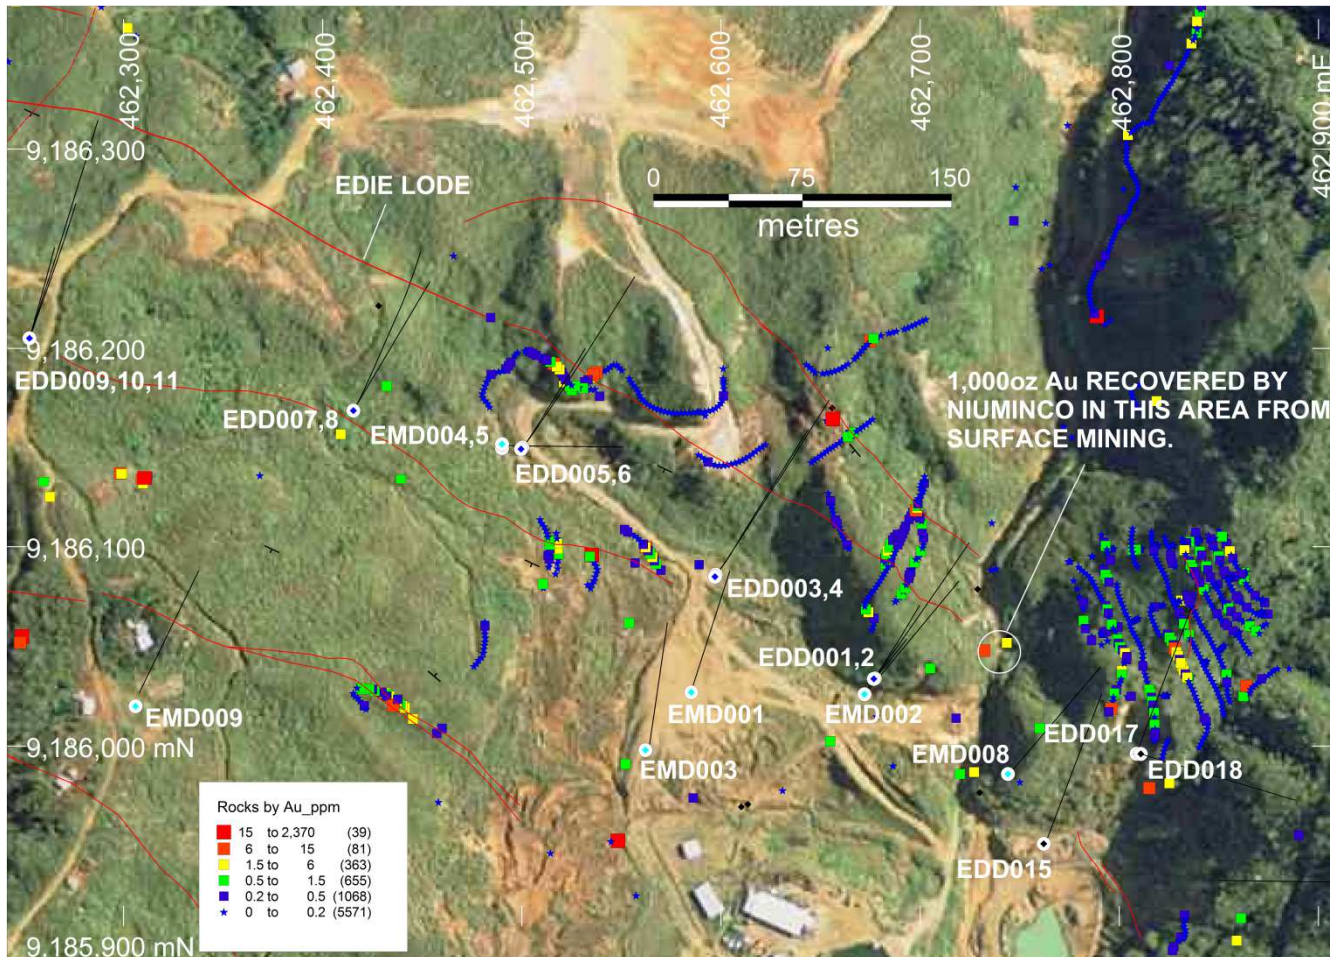 462,300
462,400
462,500
462,600
462,700
462,800
462,900 mE
9,186,300
EDIE LODE
0 75 150
metres
9,186,200
EDD009,10,11
EDD007,8
EMD004,5
EDD005,6
1,000oz Au RECOVERED BY
NIUMINCO IN THIS AREA FROM
SURFACE MINING.
9,186,100
EDD003,4
EDD001,2
EMD009
EMD001
EMD002
EDD017
9,186,000 mN
EMD003
EMD008
EDD018
EDD015
Rocks by Au_ppm
15 to 2,370 (39)
6 to 15 (81)
1.5 to 6 (363)
0.5 to 1.5 (655)
0.2 to 0.5 (1068)
0 to 0.2 (5571)
9,185,900 mN